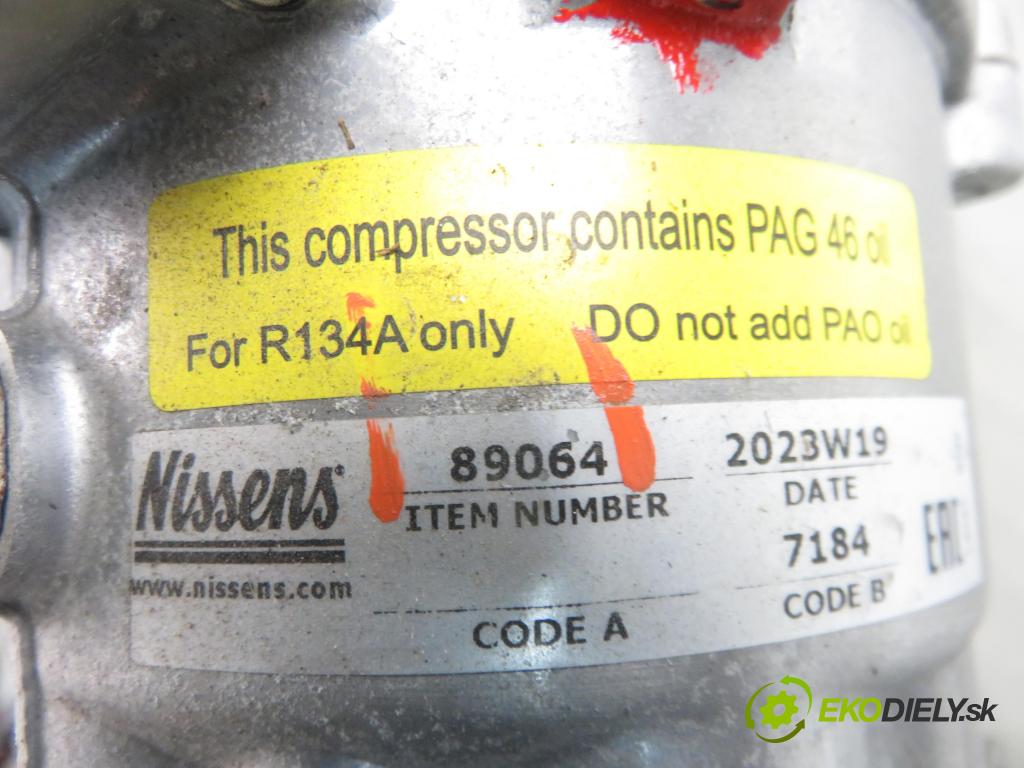 This compressor contains PAG 46 oil
For R134A only DO not add PAO oil
Nissens
89064 2023W19
ITEM NUMBER DATE
7184
www.nissens.com
CODE A CODE B
EAC
EKODIELY.sk